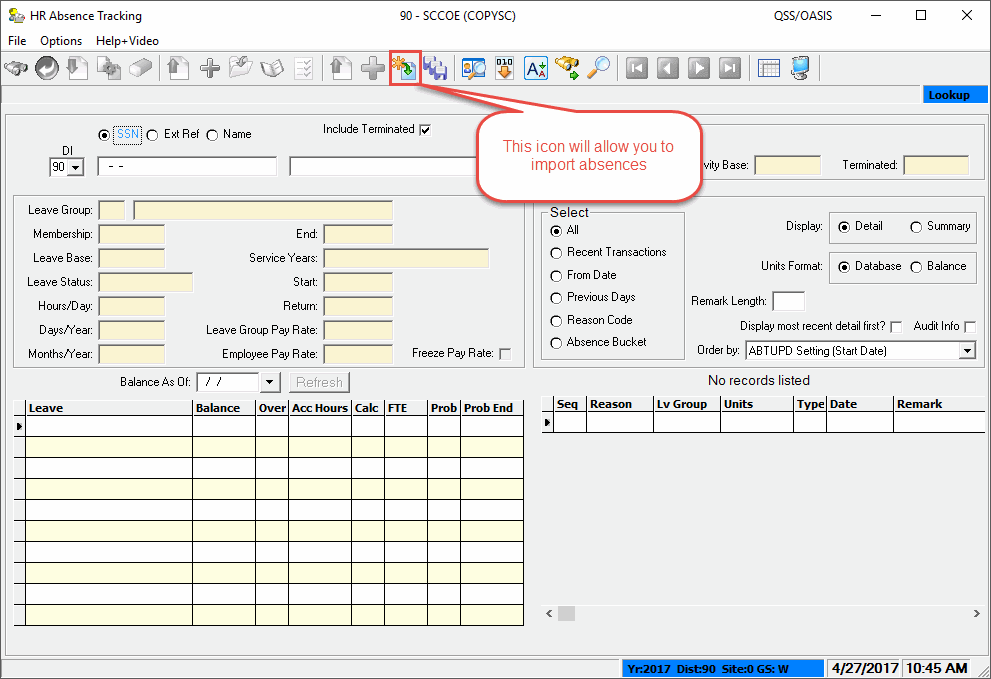 HR Absence Tracking 90 - SCCOE (COPYSC) QSS/OASIS
File Options Help+Video
Lookup
SSN Ext Ref Name Include Terminated
DI
90 - -
This icon will allow you to
import absences
vity Base: Terminated:
Leave Group:
Membership: End:
Leave Base: Service Years:
Leave Status: Start:
Hours/Day: Return:
Days/Year: Leave Group Pay Rate:
Months/Year: Employee Pay Rate: Freeze Pay Rate:
Select
All
Recent Transactions
From Date
Previous Days
Reason Code
Absence Bucket
Display: Detail Summary
Units Format: Database Balance
Remark Length:
Display most recent detail first? Audit Info
Order by: ABTUPD Setting (Start Date)
Balance As Of: / / Refresh
No records listed
Leave Balance Over Acc Hours Calc FTE Prob Prob End
Seq Reason Lv Group Units Type Date Remark
Yr:2017 Dist:90 Site:0 GS: W 4/27/2017 10:45 AM